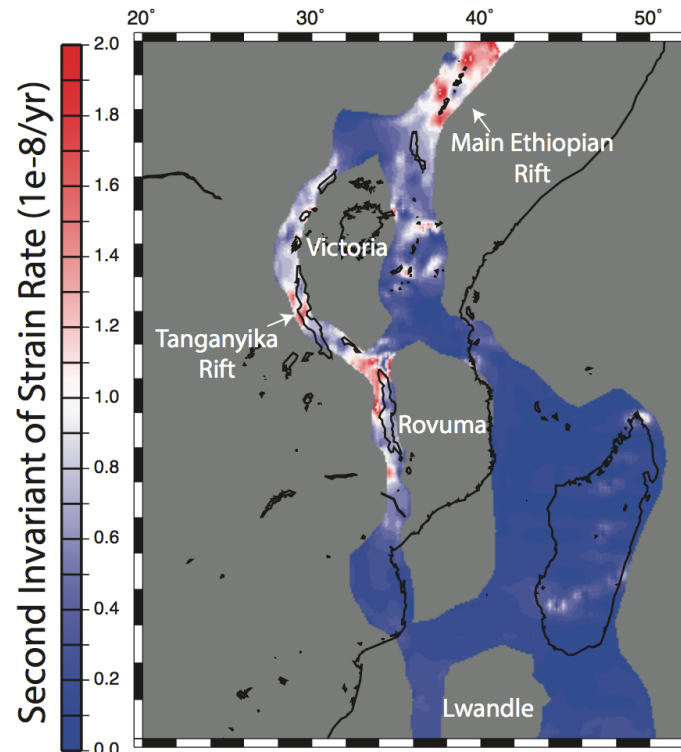 20˚ 30˚ 40˚ 50˚
Second Invariant of Strain Rate (1e-8/yr)
2.0
1.8
1.6
1.4
1.2
1.0
0.8
0.6
0.4
0.2
0.0
Main Ethiopian
Rift
Victoria
Tanganyika
Rift
Rovuma
Lwandle